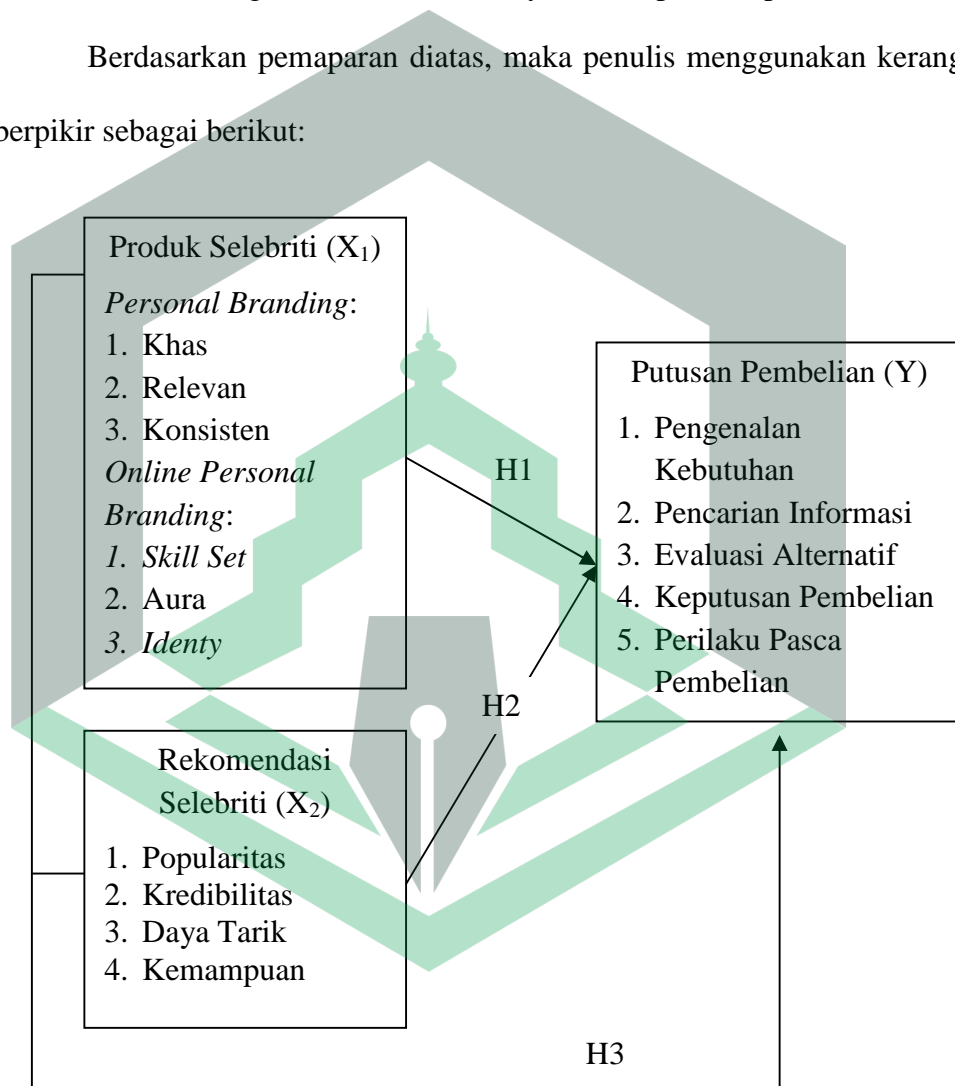 Berdasarkan pemaparan diatas, maka penulis menggunakan kerang
berpikir sebagai berikut:
Produk Selebriti (X₁)
Personal Branding:
1. Khas
2. Relevan
3. Konsisten
Online Personal
Branding:
1. Skill Set
2. Aura
3. Identy
H1
Putusan Pembelian (Y)
1. Pengenalan
Kebutuhan
2. Pencarian Informasi
3. Evaluasi Alternatif
4. Keputusan Pembelian
5. Perilaku Pasca
Pembelian
H2
Rekomendasi
Selebriti (X₂)
1. Popularitas
2. Kredibilitas
3. Daya Tarik
4. Kemampuan
H3